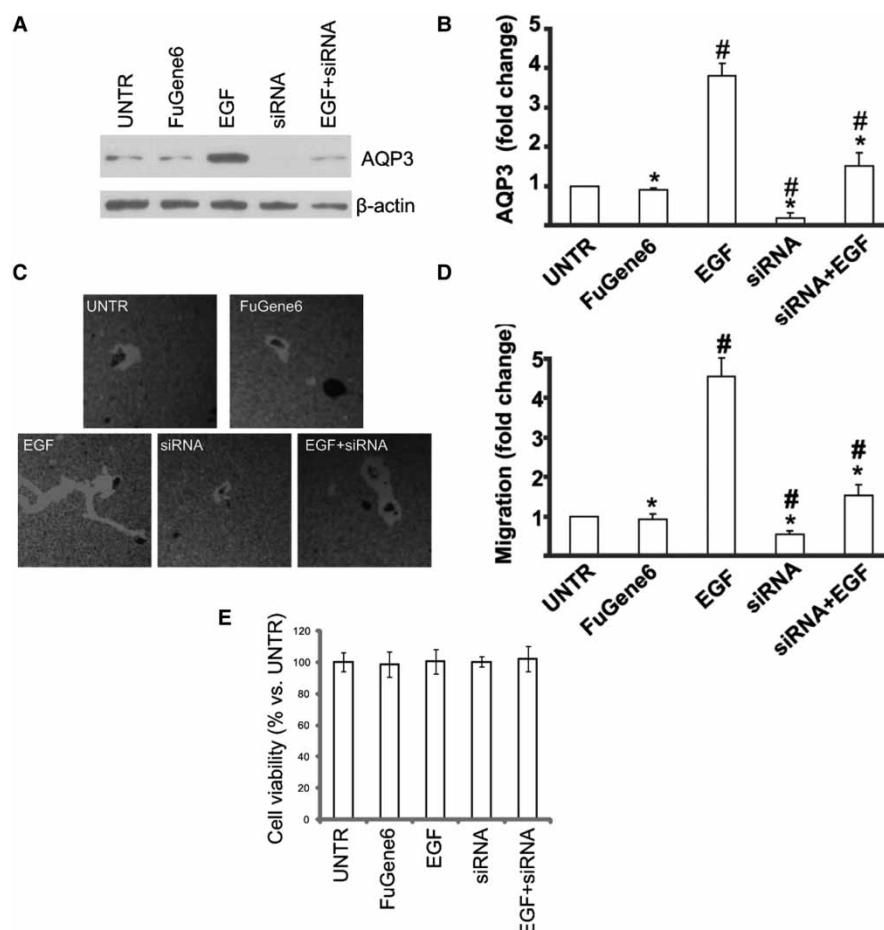 A
UNTR
FuGene6
EGF
siRNA
EGF+siRNA
AQP3
β-actin
B
AQP3 (fold change)
5
4
3
2
1
#
*
#
*
#
*
UNTR
FuGene6
EGF
siRNA
siRNA+EGF
C
UNTR
FuGene6
EGF
siRNA
EGF+siRNA
D
Migration (fold change)
5
4
3
2
1
#
*
#
*
#
*
UNTR
FuGene6
EGF
siRNA
siRNA+EGF
E
Cell viability (% vs. UNTR)
120
100
80
60
40
20
0
UNTR
FuGene6
EGF
siRNA
EGF+siRNA